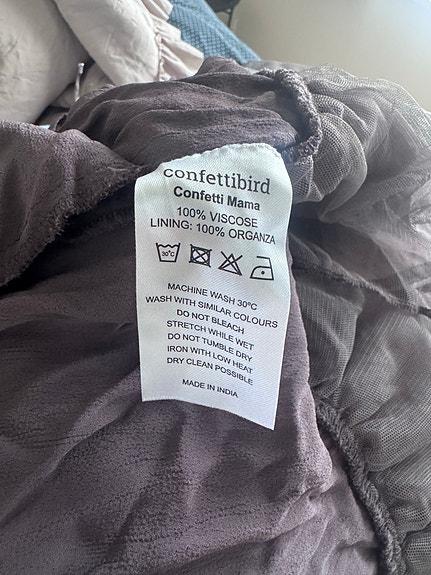 confettibird
Confetti Mama
100% VISCOSE
LINING: 100% ORGANZA
30°C
MACHINE WASH 30ºC
WASH WITH SIMILAR COLOURS
DO NOT BLEACH
STRETCH WHILE WET
DO NOT TUMBLE DRY
IRON WITH LOW HEAT
DRY CLEAN POSSIBLE
MADE IN INDIA